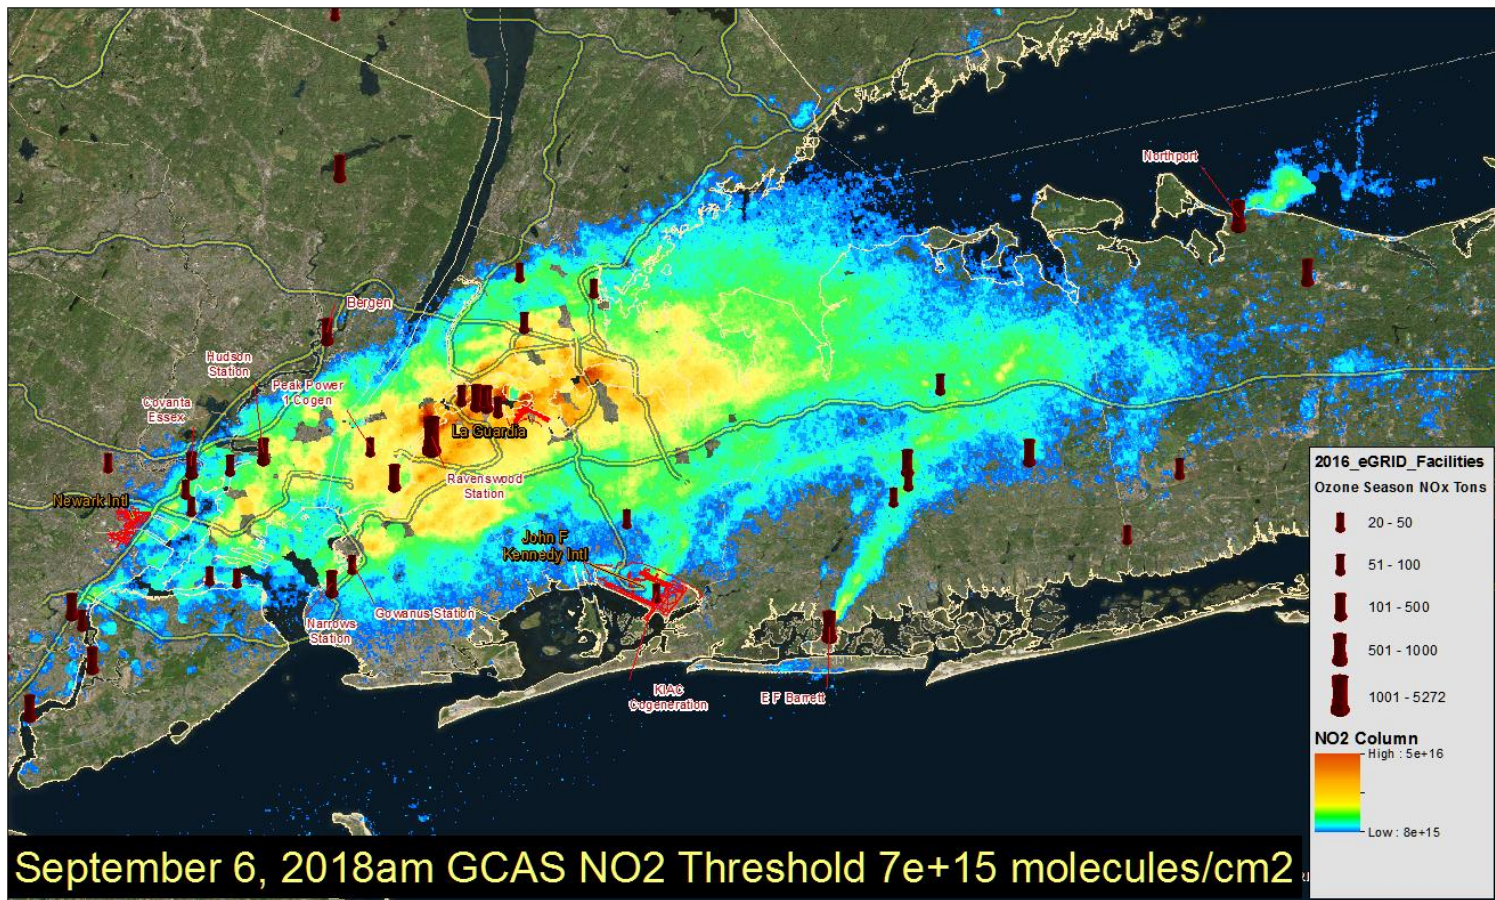 Northport
Bergen
Hudson
Station
Peak Power
1 Cogen
Covanta
Essex
La Guardia
Ravenswood
Station
Newark Intl
John F
Kennedy Intl
Gowanus Station
Narrows
Station
KIAC
Cogeneration
E F Barrett
2016_eGRID_Facilities
Ozone Season NOx Tons
20 - 50
51 - 100
101 - 500
501 - 1000
1001 - 5272
NO2 Column
High : 5e+16
Low : 8e+15
September 6, 2018am GCAS NO2 Threshold 7e+15 molecules/cm2